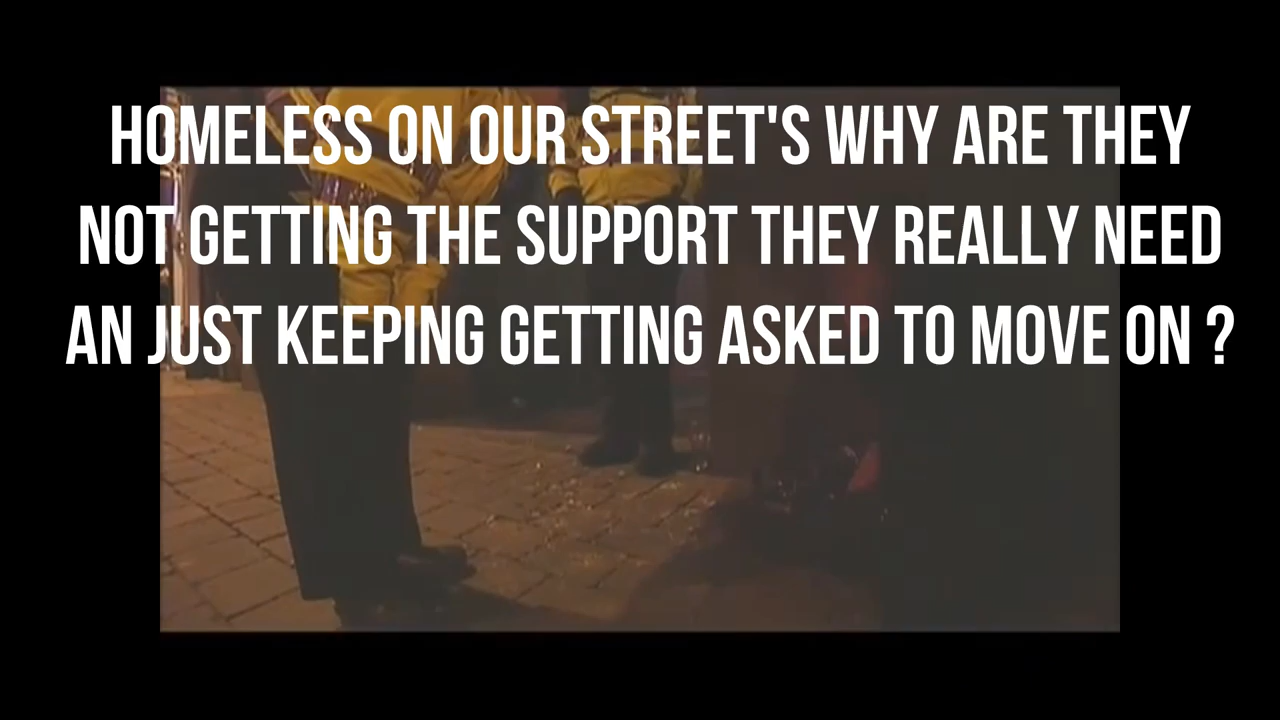 HOMELESS ON OUR STREET'S WHY ARE THEY
NOT GETTING THE SUPPORT THEY REALLY NEED
AN JUST KEEPING GETTING ASKED TO MOVE ON ?